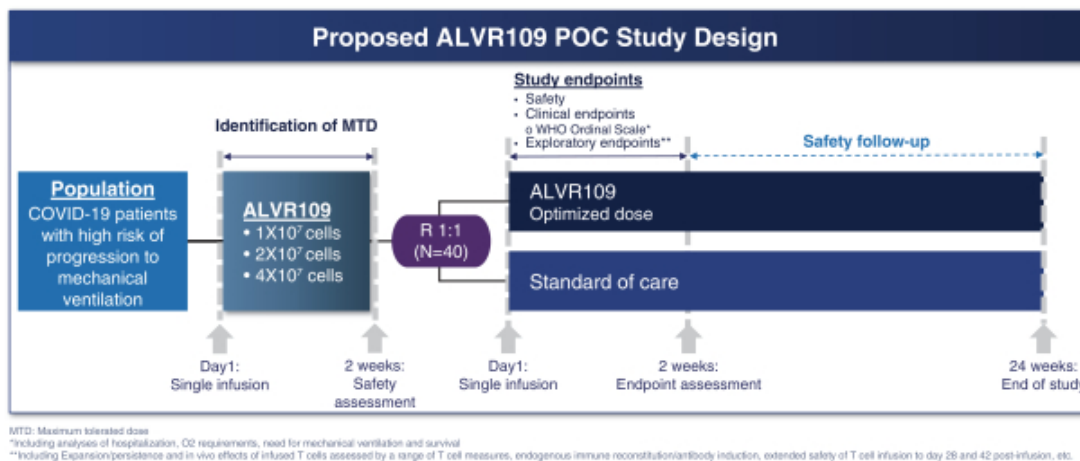 Proposed ALVR109 POC Study Design
Study endpoints
• Safety
• Clinical endpoints
o WHO Ordinal Scale*
• Exploratory endpoints**
Identification of MTD
Safety follow-up
Population
COVID-19 patients
with high risk of
progression to
mechanical
ventilation
ALVR109
• 1X10⁷ cells
• 2X10⁷ cells
• 4X10⁷ cells
R 1:1
(N=40)
ALVR109
Optimized dose
Standard of care
Day1:
Single infusion
2 weeks:
Safety
assessment
Day1:
Single infusion
2 weeks:
Endpoint assessment
24 weeks:
End of study
MTD: Maximum tolerated dose
*Including analyses of hospitalization, O2 requirements, need for mechanical ventilation and survival
**Including Expansion/persistence and in vivo effects of infused T cells assessed by a range of T cell measures, endogenous immune reconstitution/antibody induction, extended safety of T cell infusion to day 28 and 42 post-infusion, etc.